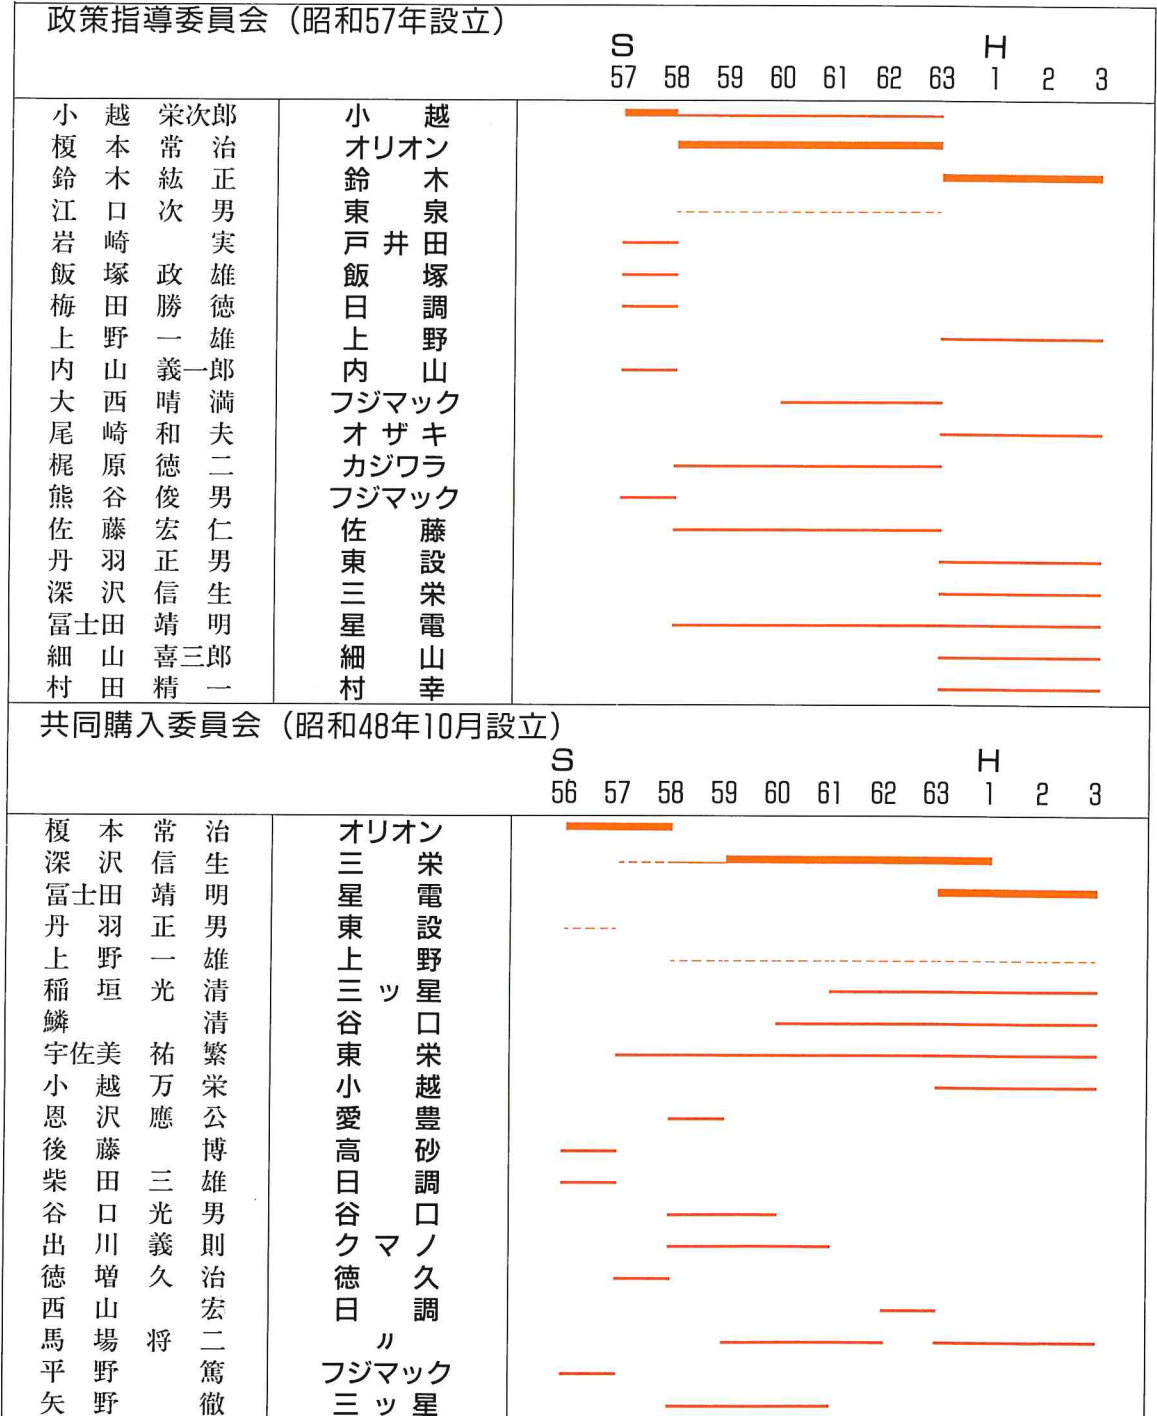 政策指導委員会（昭和57年設立）
S H
57 58 59 60 61 62 63 1 2 3
小越栄次郎 小越
榎本常治 オリオン
鈴木紘正 鈴木
江口次男 東泉
岩崎実 戸井田
飯塚政雄 飯塚
梅田勝徳 日調
上野一雄 上野
内山義一郎 内山
大西晴満 フジマック
尾崎和夫 オザキ
梶原徳二 カジワラ
熊谷俊男 フジマック
佐藤宏仁 佐藤
丹羽正男 東設
深沢信生 三栄
冨士田靖明 星電
細山喜三郎 細山
村田精一 村幸
共同購入委員会（昭和48年10月設立）
S H
56 57 58 59 60 61 62 63 1 2 3
榎本常治 オリオン
深沢信生 三栄
冨士田靖明 星電
丹羽正男 東設
上野一雄 上野
稲垣光清 三ッ星
鱗清 谷口
宇佐美祐繁 東栄
小越万栄 小越
恩沢應公 愛豊
後藤博 高砂
柴田三雄 日調
谷口光男 谷口
出川義則 クマノ
徳増久治 徳久
西山宏 日調
馬場将二 〃
平野篤 フジマック
矢野徹 三ッ星